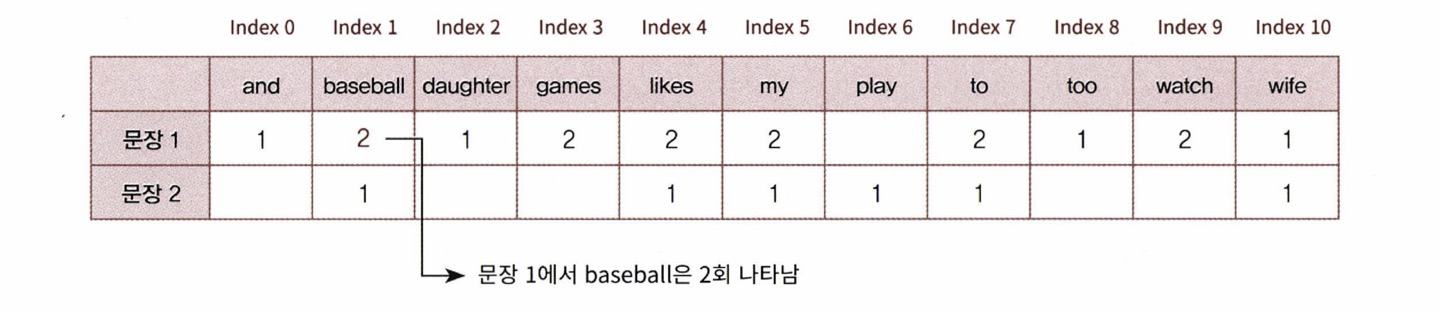 Index 0 Index 1 Index 2 Index 3 Index 4 Index 5 Index 6 Index 7 Index 8 Index 9 Index 10
and baseball daughter games likes my play to too watch wife
문장 1 1 2 1 2 2 2 2 1 2 1
문장 2 1 1 1 1 1 1
문장 1에서 baseball은 2회 나타남